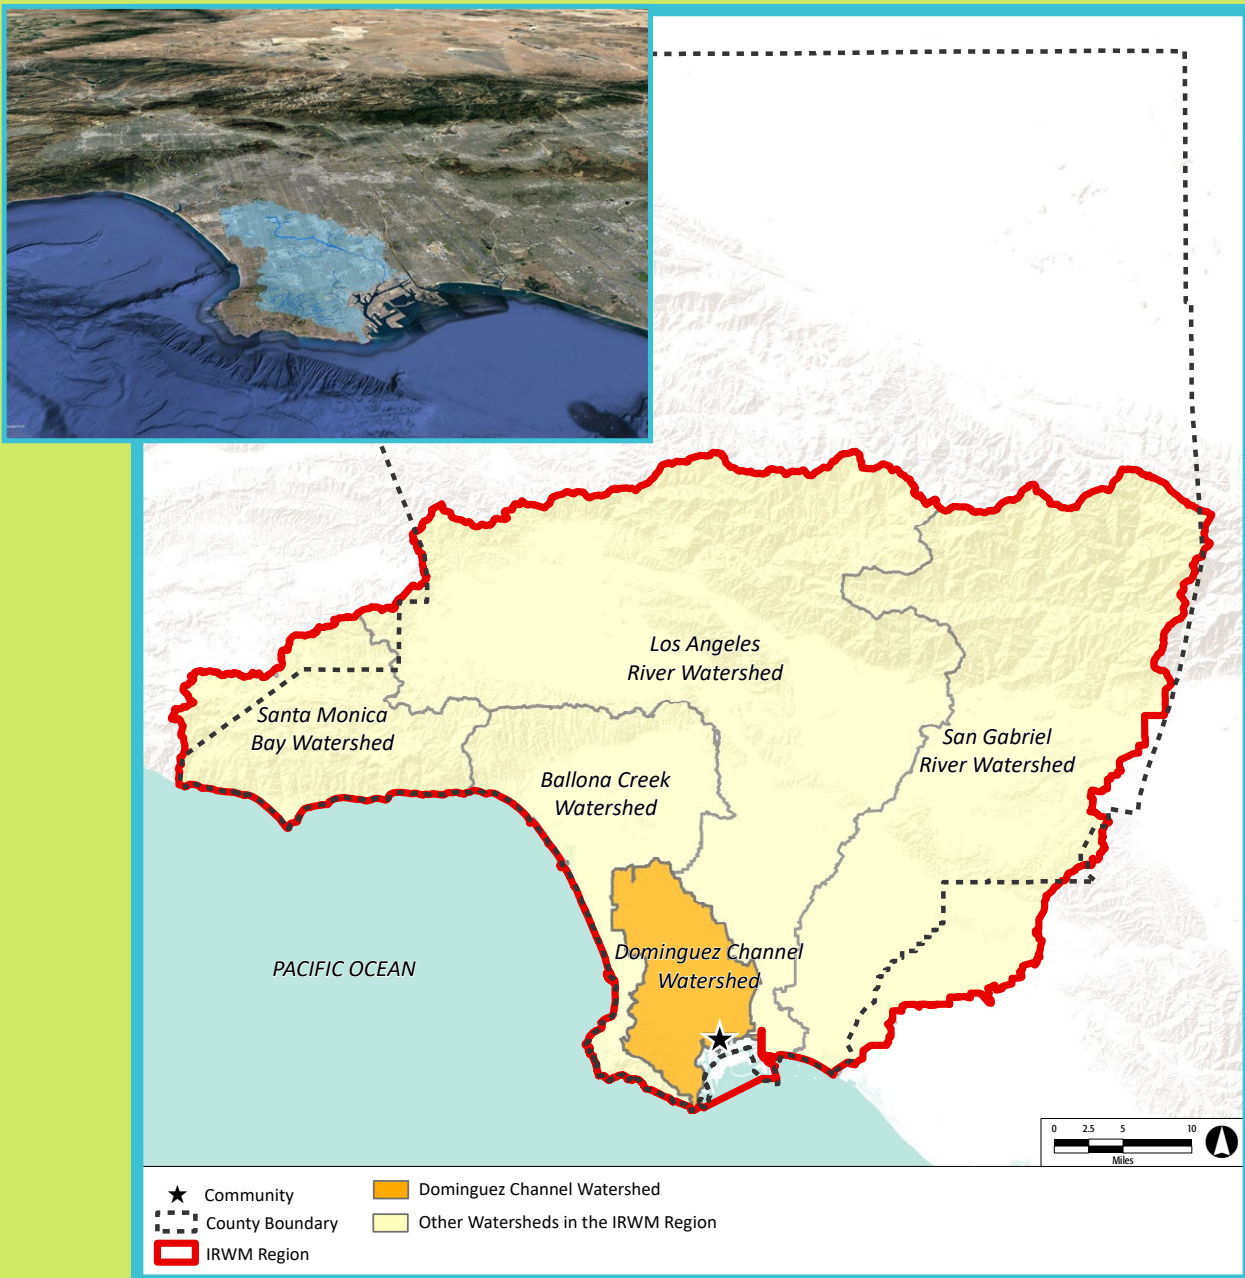 Los Angeles
River Watershed
Santa Monica
Bay Watershed
San Gabriel
River Watershed
Ballona Creek
Watershed
Dominguez Channel
Watershed
PACIFIC OCEAN
0 2.5 5 10
Miles
Community
County Boundary
IRWM Region
Dominguez Channel Watershed
Other Watersheds in the IRWM Region